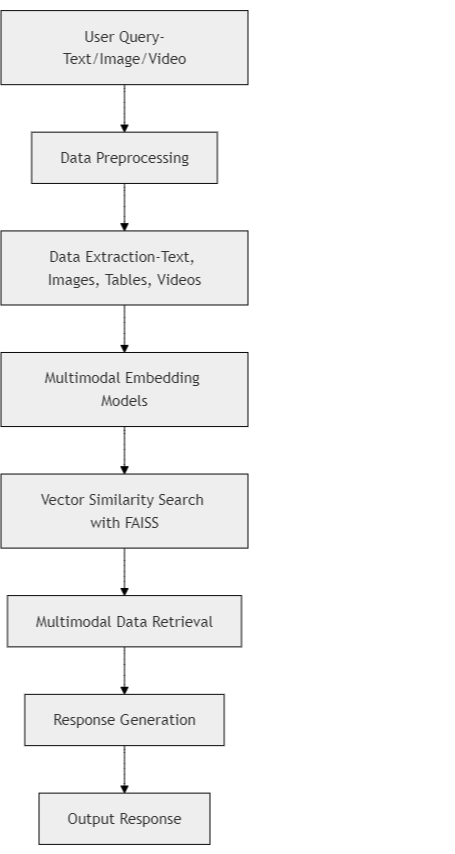 User Query-
Text/Image/Video
Data Preprocessing
Data Extraction-Text,
Images, Tables, Videos
Multimodal Embedding
Models
Vector Similarity Search
with FAISS
Multimodal Data Retrieval
Response Generation
Output Response